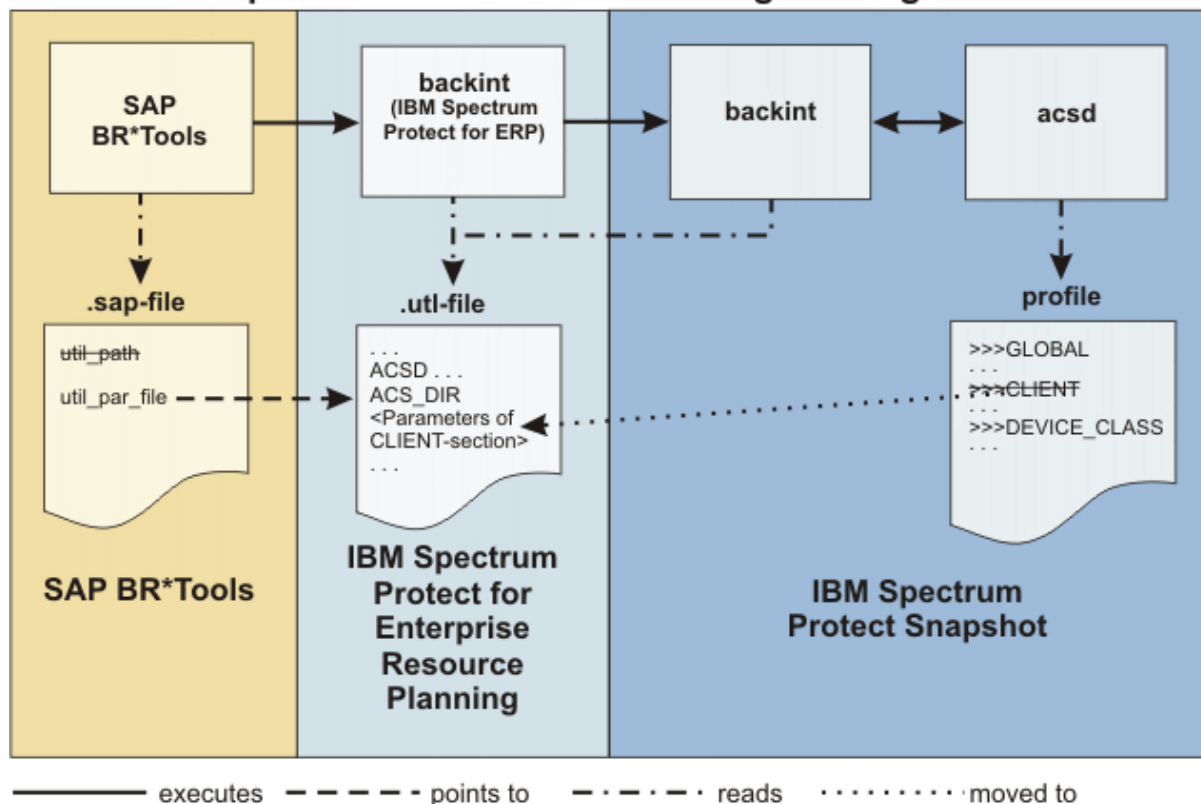 SAP
BR*Tools
backint
(IBM Spectrum
Protect for ERP)
backint
acsd
.sap-file
util_path
util_par_file
.utl-file
. . .
ACSD . . .
ACS_DIR
<Parameters of
CLIENT-section>
. . .
profile
>>>GLOBAL
. . .
>>>CLIENT
. . .
>>>DEVICE_CLASS
. . .
SAP BR*Tools
IBM Spectrum
Protect for
Enterprise
Resource
Planning
IBM Spectrum
Protect Snapshot
executes
points to
reads
moved to